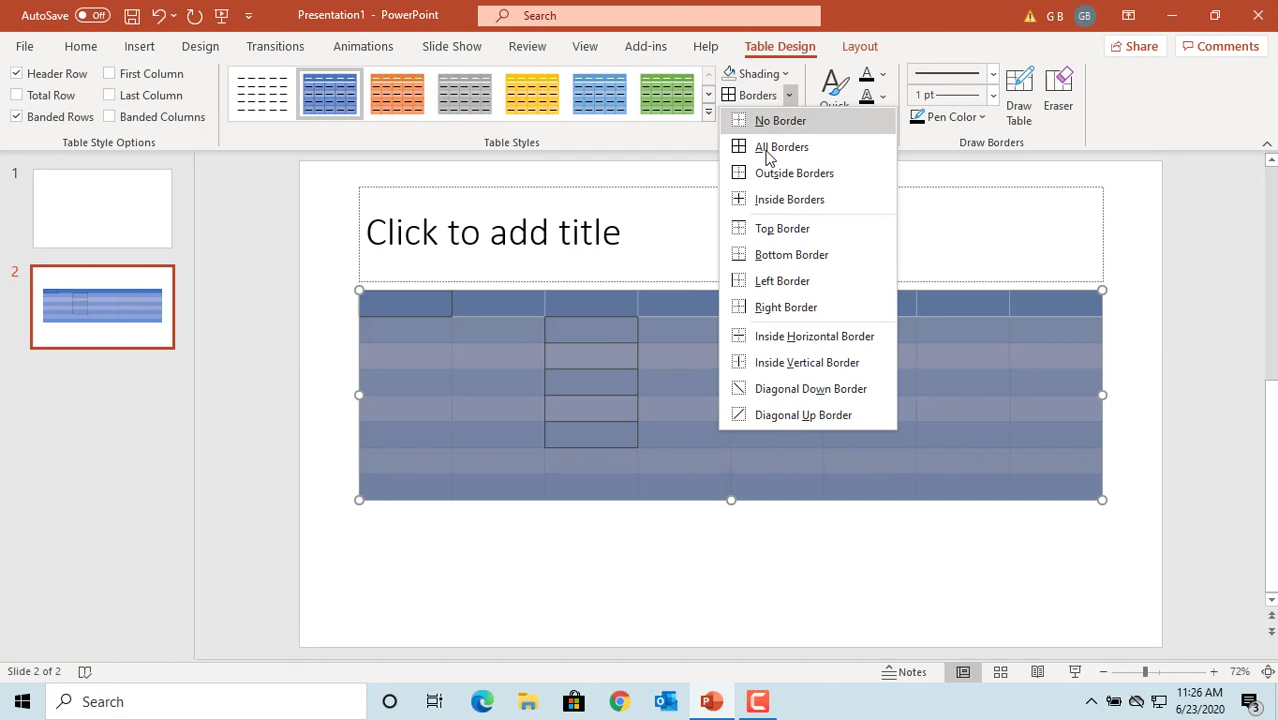 AutoSave Off Presentation1 - PowerPoint Search G B GB
File Home Insert Design Transitions Animations Slide Show Review View Add-ins Help Table Design Layout Share Comments
Header Row First Column Shading
Total Row Last Column Borders 1 pt
Banded Rows Banded Columns Quick Pen Color Draw Table Eraser
Table Style Options Table Styles Draw Borders
No Border
All Borders
Outside Borders
Inside Borders
Top Border
Bottom Border
Left Border
Right Border
Inside Horizontal Border
Inside Vertical Border
Diagonal Down Border
Diagonal Up Border
1
2
Click to add title
Slide 2 of 2 Notes 72%
Search 11:26 AM
6/23/2020 3